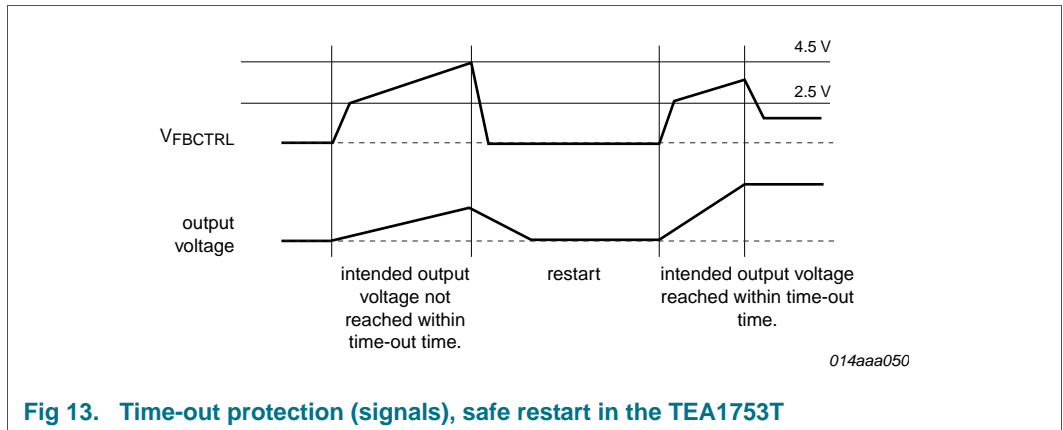 4.5 V
2.5 V
VFBCTRL
output
voltage
intended output
voltage not
reached within
time-out time.
restart
intended output voltage
reached within time-out
time.
014aaa050
Fig 13. Time-out protection (signals), safe restart in the TEA1753T